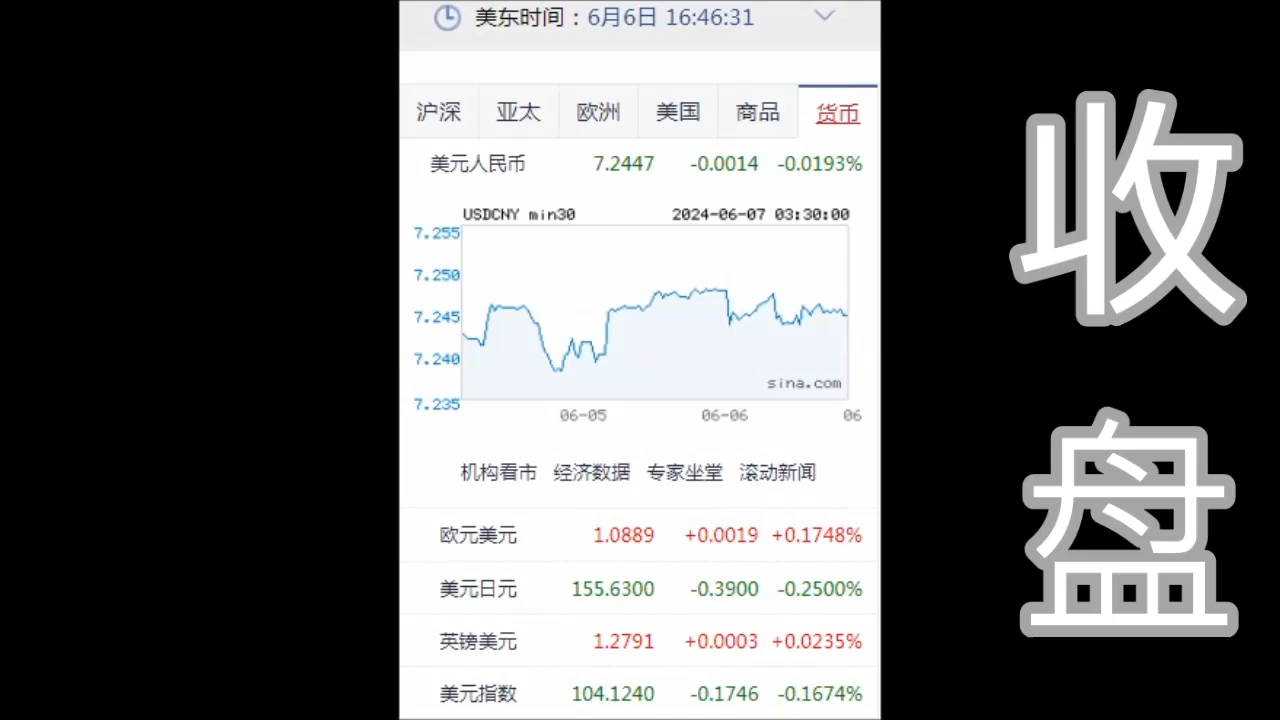 美东时间：6月6日 16:46:31
沪深 亚太 欧洲 美国 商品 货币
美元人民币 7.2447 -0.0014 -0.0193%
USDCNY min30 2024-06-07 03:30:00
7.255
7.250
7.245
7.240
7.235
sina.com
06-05 06-06 06
机构看市 经济数据 专家坐堂 滚动新闻
欧元美元 1.0889 +0.0019 +0.1748%
美元日元 155.6300 -0.3900 -0.2500%
英镑美元 1.2791 +0.0003 +0.0235%
美元指数 104.1240 -0.1746 -0.1674%
收
盘